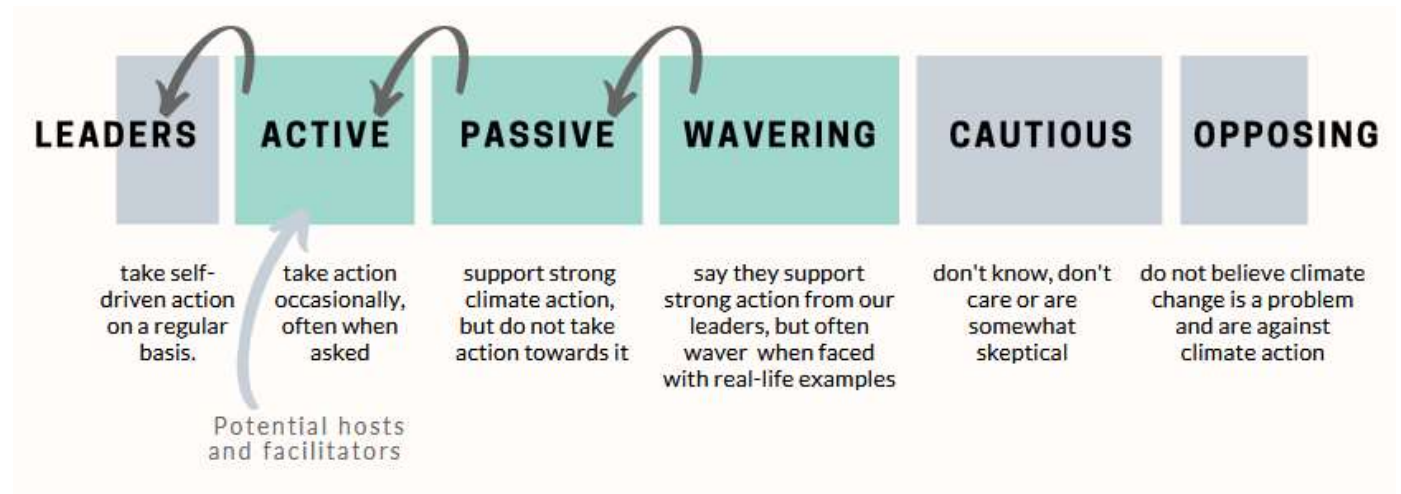 LEADERS
ACTIVE
PASSIVE
WAVERING
CAUTIOUS
OPPOSING
take self-
driven action
on a regular
basis.
take action
occasionally,
often when
asked
support strong
climate action,
but do not take
action towards it
say they support
strong action from our
leaders, but often
waver when faced
with real-life examples
don't know, don't
care or are
somewhat
skeptical
do not believe climate
change is a problem
and are against
climate action
Potential hosts
and facilitators